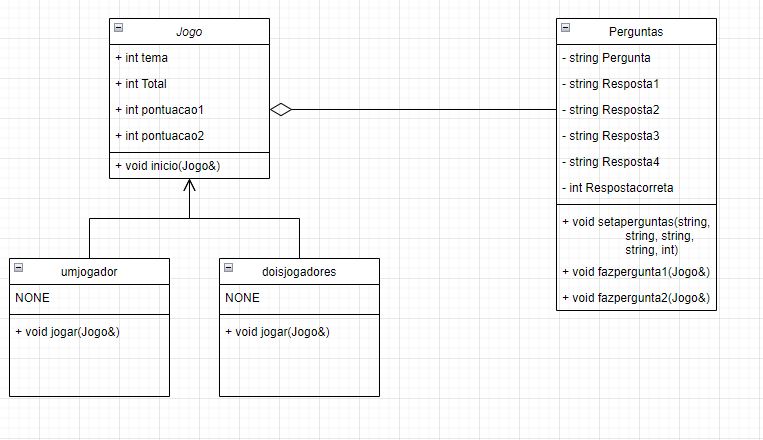 Jogo
+ int tema
+ int Total
+ int pontuacao1
+ int pontuacao2
+ void inicio(Jogo&)
Perguntas
- string Pergunta
- string Resposta1
- string Resposta2
- string Resposta3
- string Resposta4
- int Respostacorreta
+ void setaperguntas(string,
string, string,
string, int)
+ void fazpergunta1(Jogo&)
+ void fazpergunta2(Jogo&)
umjogador
NONE
+ void jogar(Jogo&)
doisjogadores
NONE
+ void jogar(Jogo&)